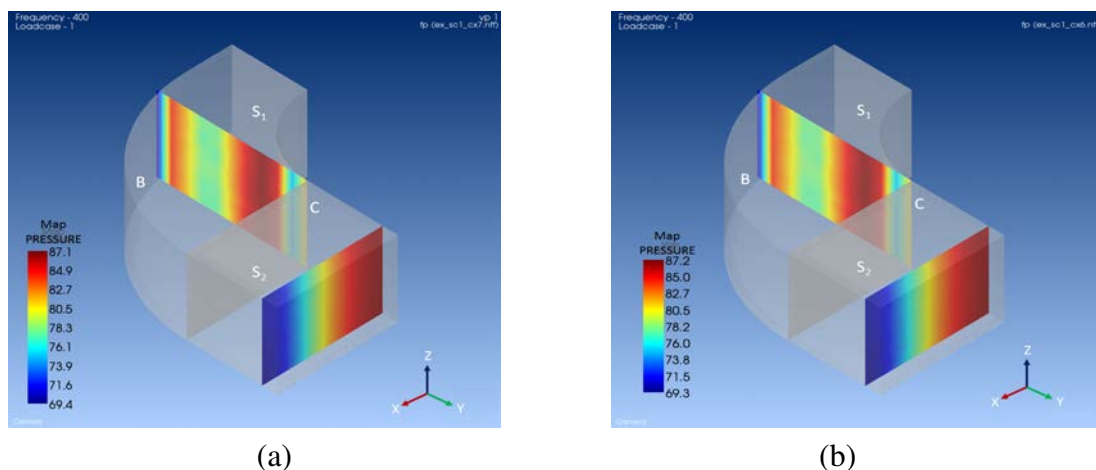 Frequency - 400
Loadcase - 1
vp 1
fp (ex_sc1_cx7.nff)
S1
B
C
S2
Map
PRESSURE
87.1
84.9
82.7
80.5
78.3
76.1
73.9
71.6
69.4
Z
X
Y
(a)
Frequency - 400
Loadcase - 1
fp (ex_sc1_cx6.nff)
S1
B
C
S2
Map
PRESSURE
87.2
85.0
82.7
80.5
78.2
76.0
73.8
71.5
69.3
Z
X
Y
(b)